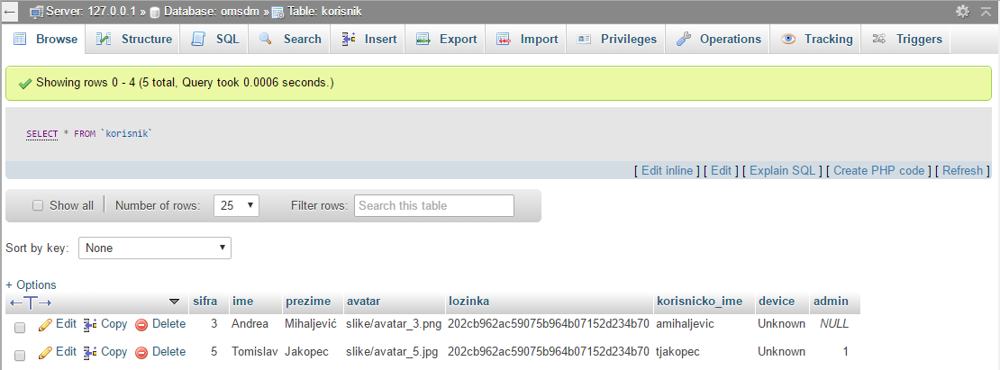 Server: 127.0.0.1 » Database: omsdm » Table: korisnik
Browse Structure SQL Search Insert Export Import Privileges Operations Tracking Triggers
Showing rows 0 - 4 (5 total, Query took 0.0006 seconds.)
SELECT * FROM `korisnik`
[ Edit inline ] [ Edit ] [ Explain SQL ] [ Create PHP code ] [ Refresh ]
Show all Number of rows: 25 Filter rows: Search this table
Sort by key: None
+ Options
sifra ime prezime avatar lozinka korisnicko_ime device admin
Edit Copy Delete 3 Andrea Mihaljević slike/avatar_3.png 202cb962ac59075b964b07152d234b70 amihaljevic Unknown NULL
Edit Copy Delete 5 Tomislav Jakopec slike/avatar_5.jpg 202cb962ac59075b964b07152d234b70 tjakopec Unknown 1